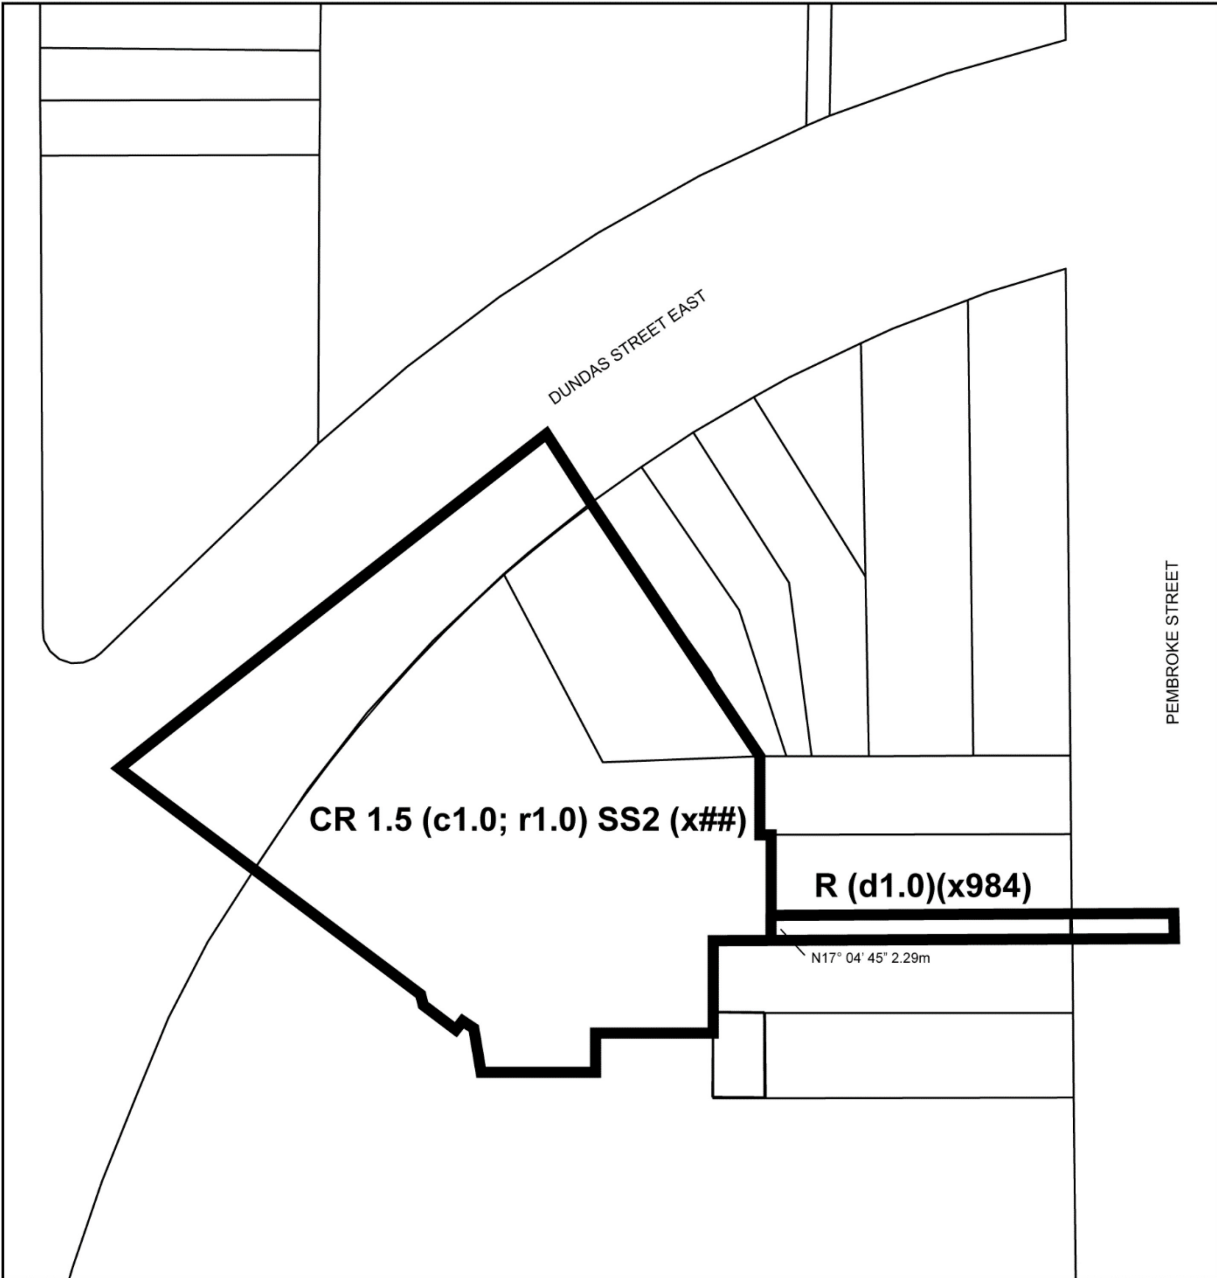 DUNDAS STREET EAST
PEMBROKE STREET
CR 1.5 (c1.0; r1.0) SS2 (x##)
R (d1.0)(x984)
N17° 04' 45" 2.29m